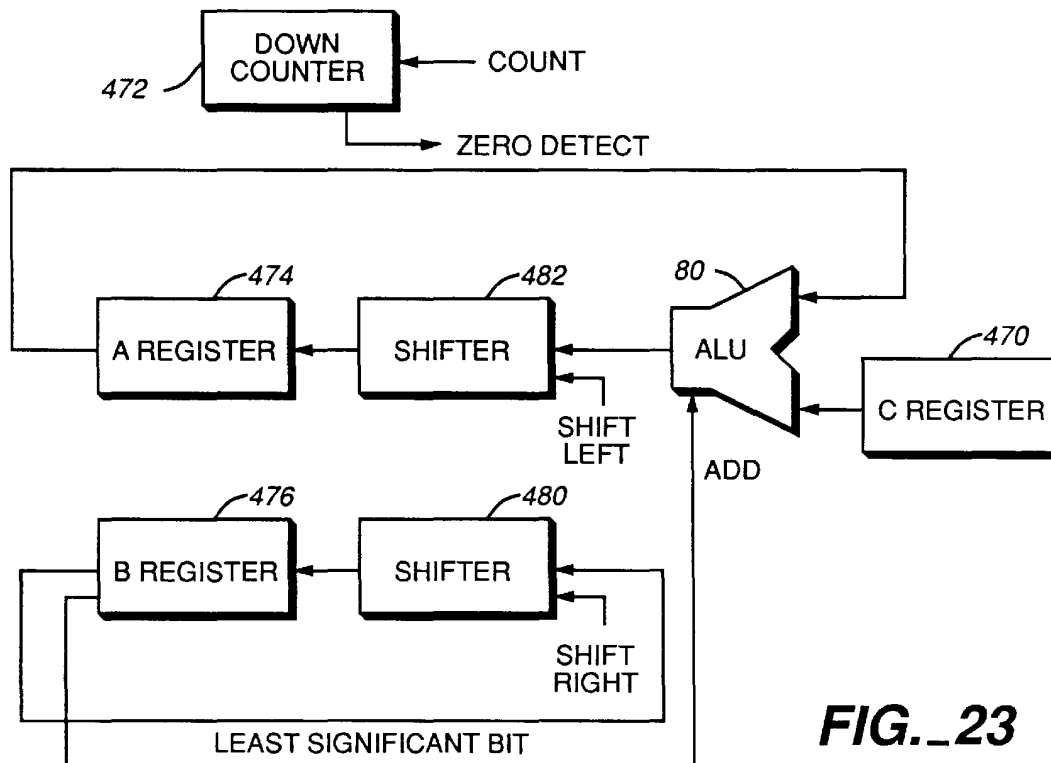 DOWN
COUNTER
472
COUNT
ZERO DETECT
474
482
80
470
A REGISTER
SHIFTER
ALU
C REGISTER
SHIFT
LEFT
ADD
476
480
B REGISTER
SHIFTER
SHIFT
RIGHT
LEAST SIGNIFICANT BIT
FIG._23